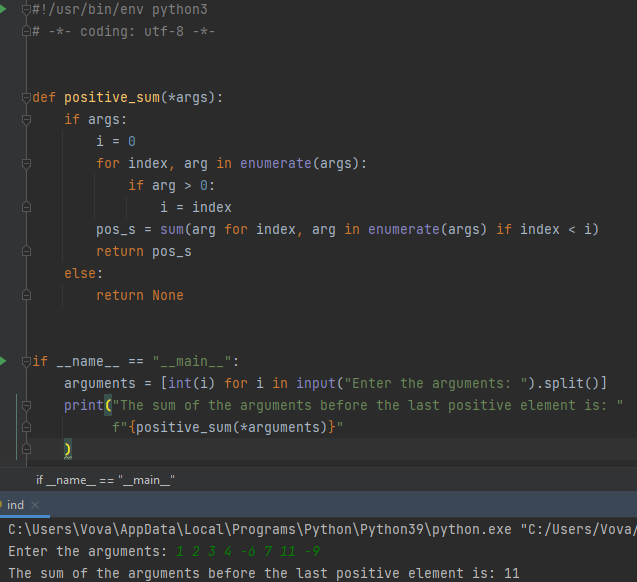 #!/usr/bin/env python3
# -*- coding: utf-8 -*-
def positive_sum(*args):
    if args:
        i = 0
        for index, arg in enumerate(args):
            if arg > 0:
                i = index
        pos_s = sum(arg for index, arg in enumerate(args) if index < i)
        return pos_s
    else:
        return None
if __name__ == "__main__":
    arguments = [int(i) for i in input("Enter the arguments: ").split()]
    print("The sum of the arguments before the last positive element is: "
          f"{positive_sum(*arguments)}"
    )
if __name__ == "__main__"
ind
C:\Users\Vova\AppData\Local\Programs\Python\Python39\python.exe "C:/Users/Vova/
Enter the arguments: 1 2 3 4 -6 7 11 -9
The sum of the arguments before the last positive element is: 11